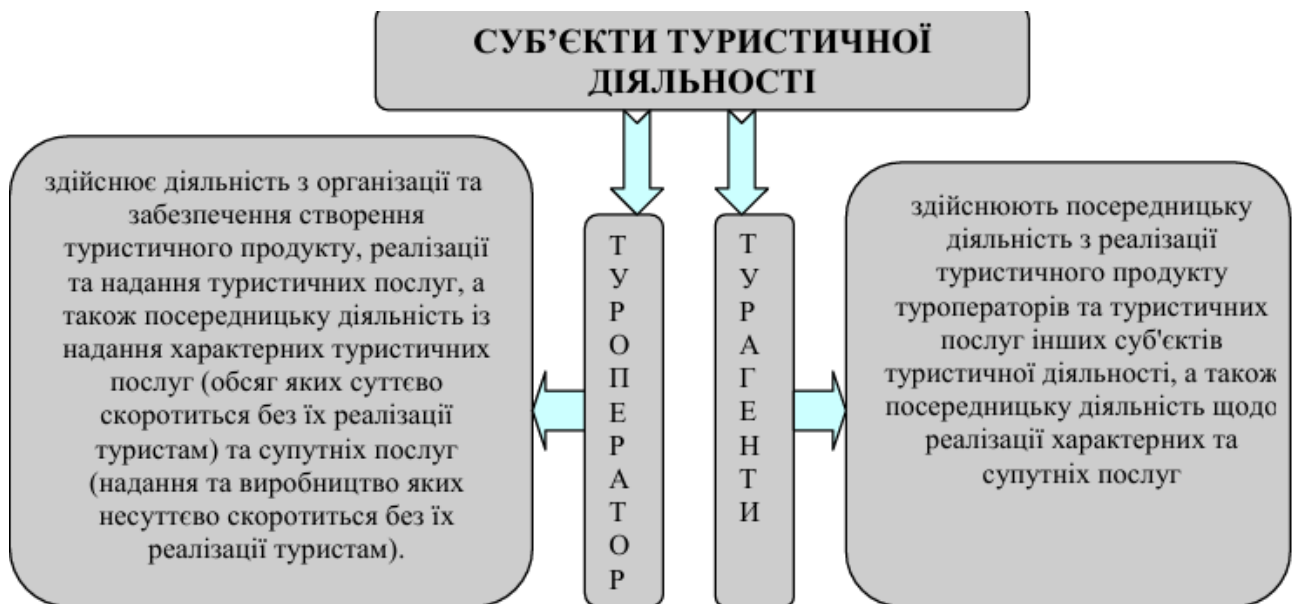 СУБ’ЄКТИ ТУРИСТИЧНОЇ
ДІЯЛЬНОСТІ
здійснює діяльність з організації та
забезпечення створення
туристичного продукту, реалізації
та надання туристичних послуг, а
також посередницьку діяльність із
надання характерних туристичних
послуг (обсяг яких суттєво
скоротиться без їх реалізації
туристам) та супутніх послуг
(надання та виробництво яких
несуттєво скоротиться без їх
реалізації туристам).
Т
У
Р
О
П
Е
Р
А
Т
О
Р
Т
У
Р
А
Г
Е
Н
Т
И
здійснюють посередницьку
діяльність з реалізації
туристичного продукту
туроператорів та туристичних
послуг інших суб'єктів
туристичної діяльності, а також
посередницьку діяльність щодо
реалізації характерних та
супутніх послуг